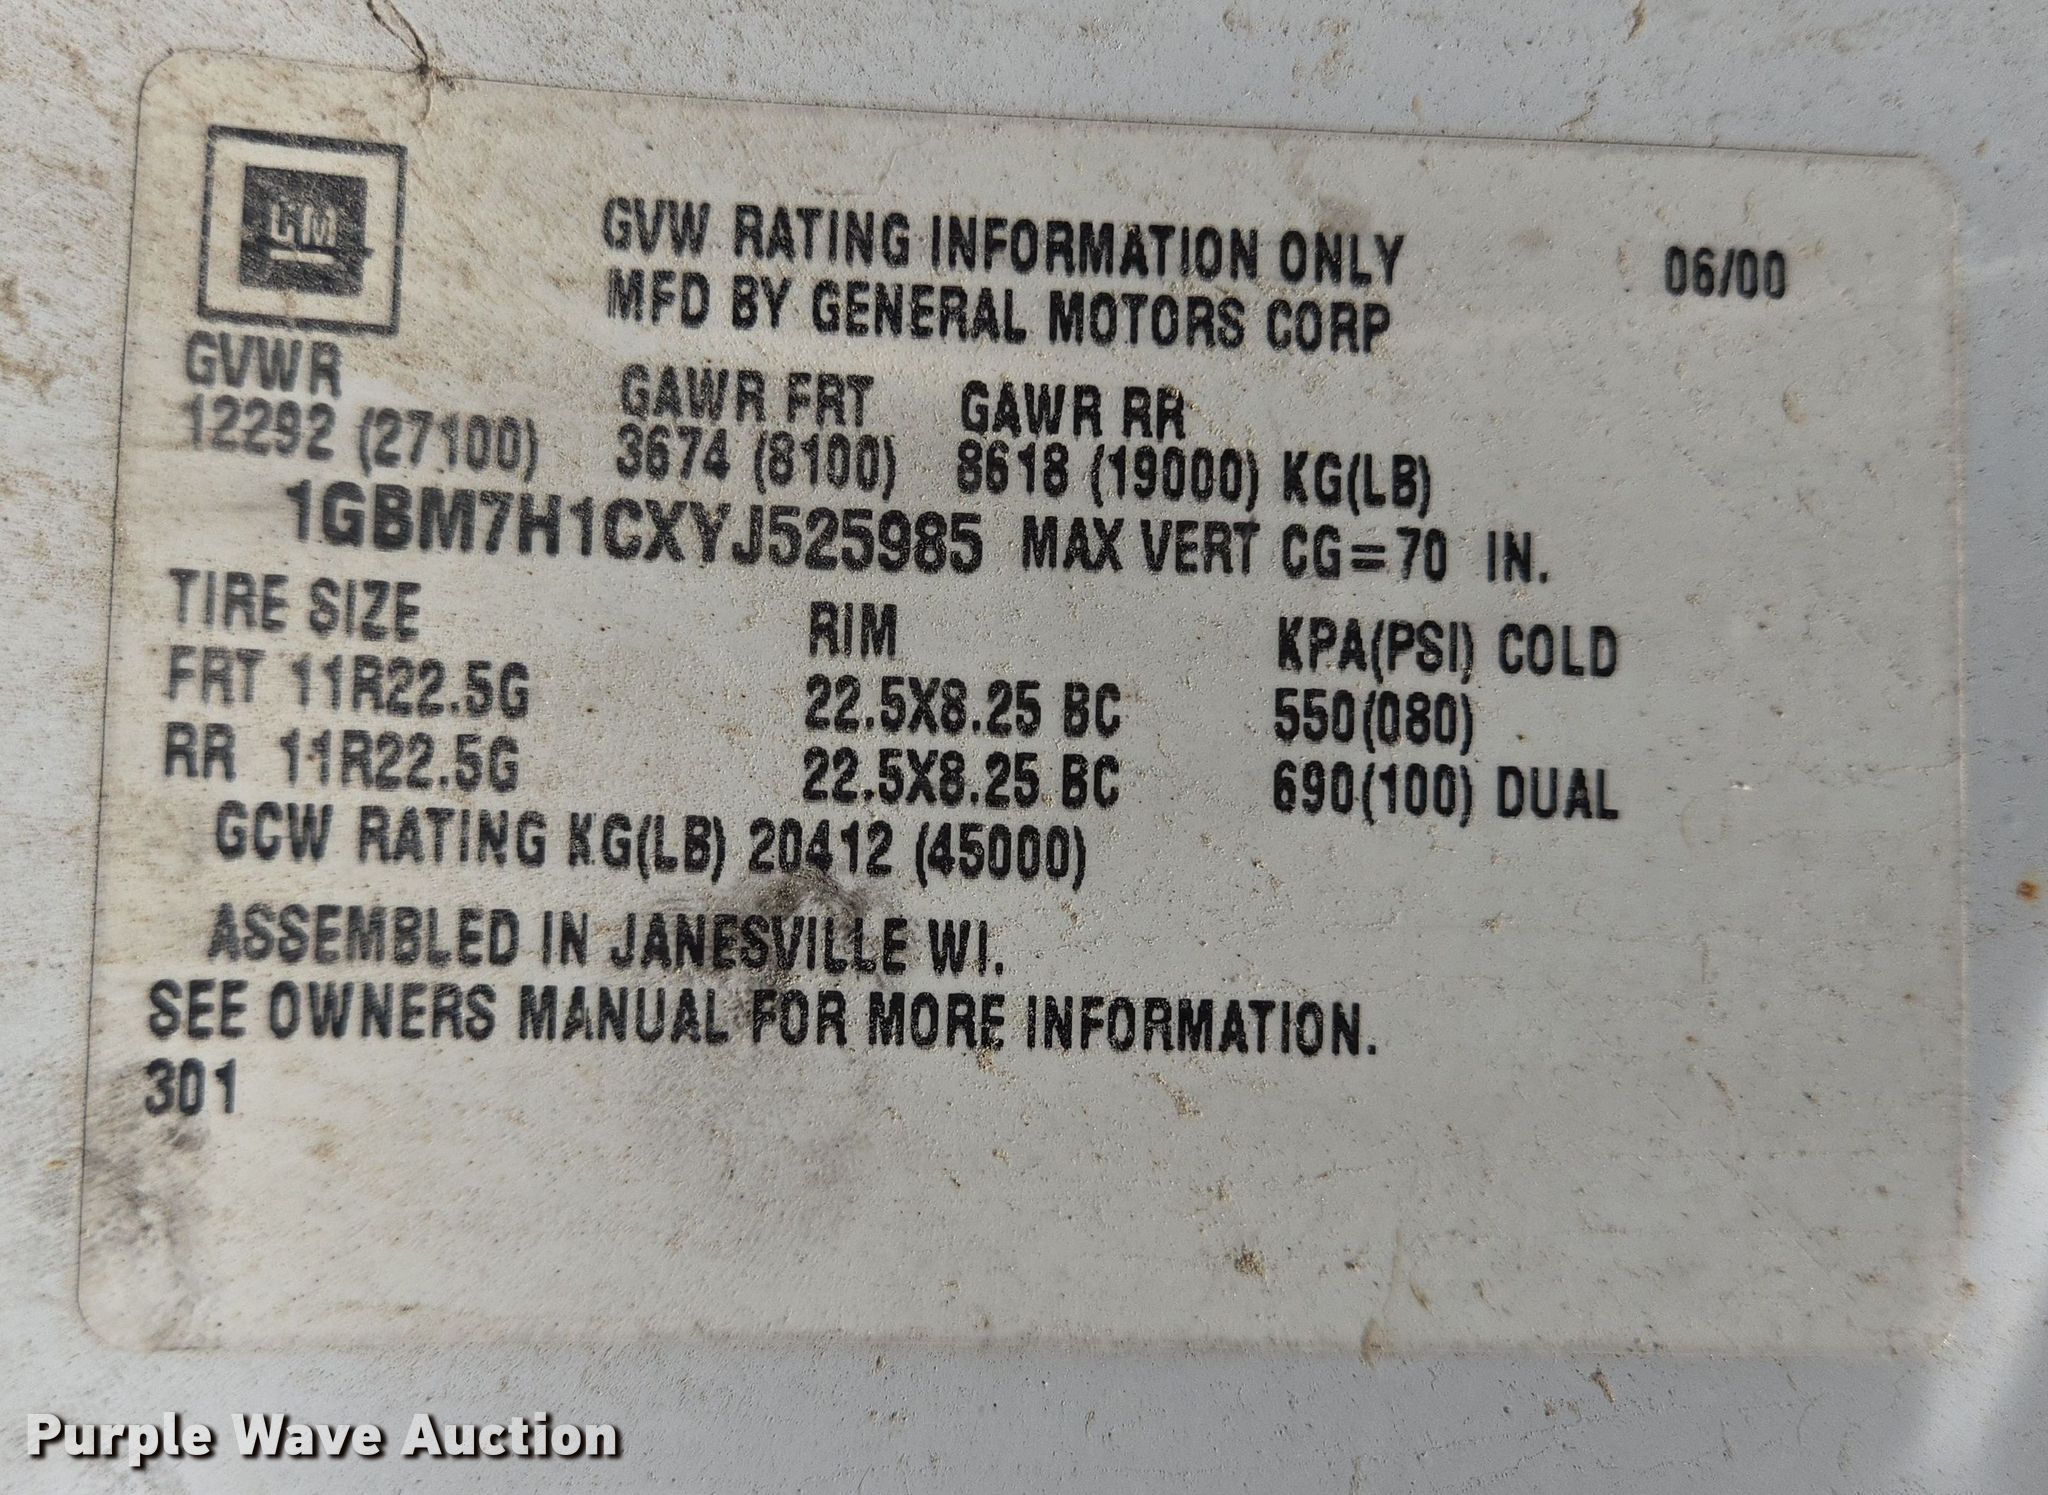 GM
GVW RATING INFORMATION ONLY 06/00
MFD BY GENERAL MOTORS CORP
GVWR GAWR FRT GAWR RR
12292 (27100) 3674 (8100) 8618 (19000) KG(LB)
1GBM7H1CXYJ525985 MAX VERT CG=70 IN.
TIRE SIZE RIM KPA(PSI) COLD
FRT 11R22.5G 22.5X8.25 BC 550(080)
RR 11R22.5G 22.5X8.25 BC 690(100) DUAL
GCW RATING KG(LB) 20412 (45000)
ASSEMBLED IN JANESVILLE WI.
SEE OWNERS MANUAL FOR MORE INFORMATION.
301
Purple Wave Auction